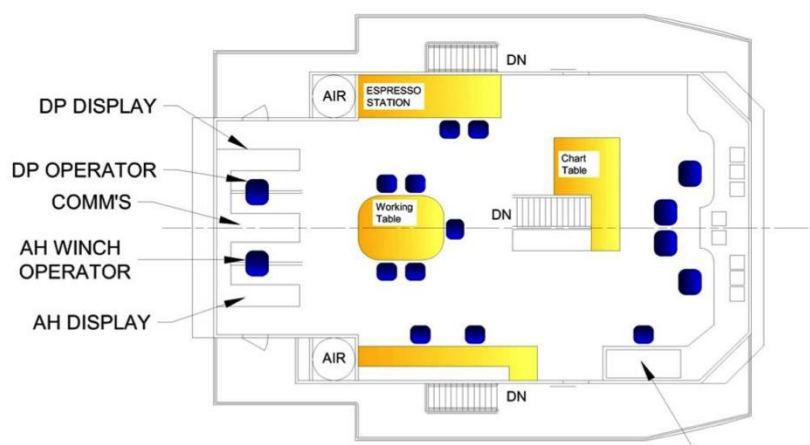 DN
AIR
ESPRESSO
STATION
DP DISPLAY
DP OPERATOR
COMM'S
AH WINCH
OPERATOR
AH DISPLAY
Chart
Table
Working
Table
DN
AIR
DN